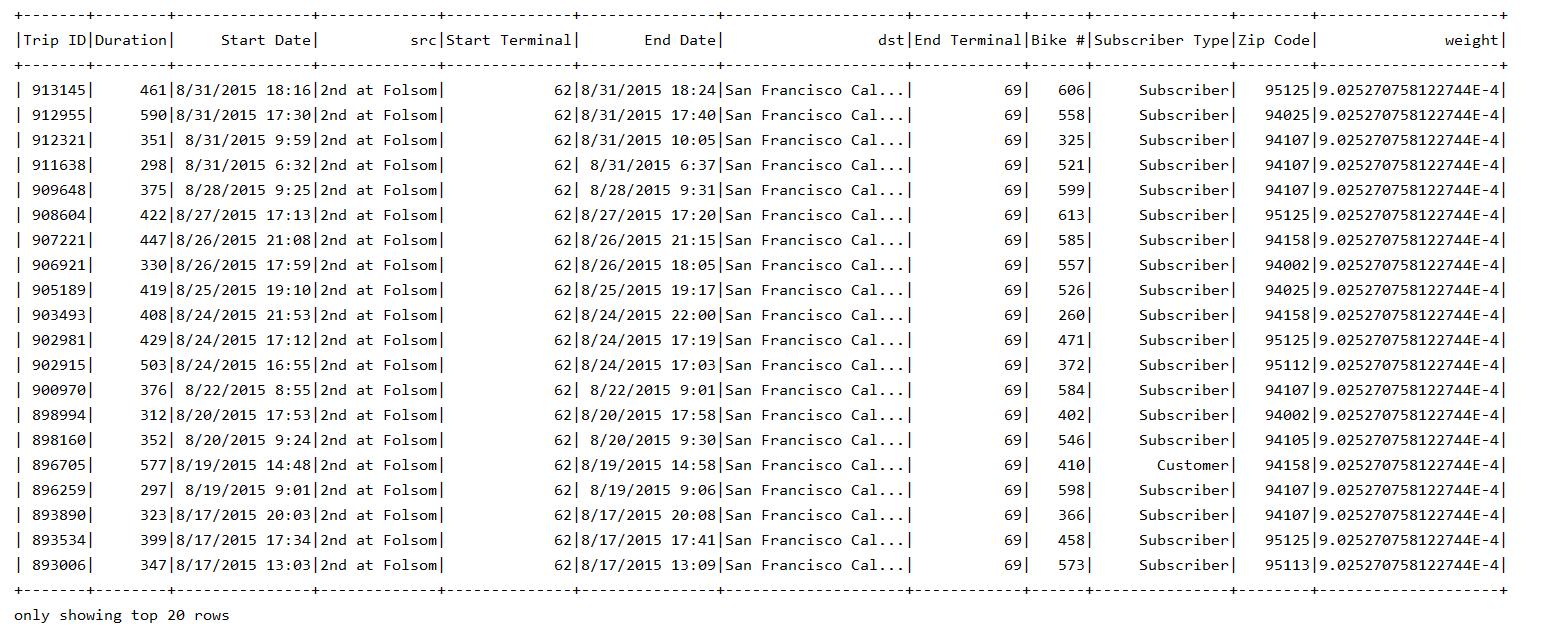 +-------+--------+---------------+-------------+--------------+---------------+--------------------+------------+------+---------------+--------+--------------------+
|Trip ID|Duration|     Start Date|          src|Start Terminal|       End Date|                 dst|End Terminal|Bike #|Subscriber Type|Zip Code|              weight|
+-------+--------+---------------+-------------+--------------+---------------+--------------------+------------+------+---------------+--------+--------------------+
| 913145|     461|8/31/2015 18:16|2nd at Folsom|            62|8/31/2015 18:24|San Francisco Cal...|          69|   606|     Subscriber|   95125|9.025270758122744E-4|
| 912955|     590|8/31/2015 17:30|2nd at Folsom|            62|8/31/2015 17:40|San Francisco Cal...|          69|   558|     Subscriber|   94025|9.025270758122744E-4|
| 912321|     351| 8/31/2015 9:59|2nd at Folsom|            62|8/31/2015 10:05|San Francisco Cal...|          69|   325|     Subscriber|   94107|9.025270758122744E-4|
| 911638|     298| 8/31/2015 6:32|2nd at Folsom|            62| 8/31/2015 6:37|San Francisco Cal...|          69|   521|     Subscriber|   94107|9.025270758122744E-4|
| 909648|     375| 8/28/2015 9:25|2nd at Folsom|            62| 8/28/2015 9:31|San Francisco Cal...|          69|   599|     Subscriber|   94107|9.025270758122744E-4|
| 908604|     422|8/27/2015 17:13|2nd at Folsom|            62|8/27/2015 17:20|San Francisco Cal...|          69|   613|     Subscriber|   95125|9.025270758122744E-4|
| 907221|     447|8/26/2015 21:08|2nd at Folsom|            62|8/26/2015 21:15|San Francisco Cal...|          69|   585|     Subscriber|   94158|9.025270758122744E-4|
| 906921|     330|8/26/2015 17:59|2nd at Folsom|            62|8/26/2015 18:05|San Francisco Cal...|          69|   557|     Subscriber|   94002|9.025270758122744E-4|
| 905189|     419|8/25/2015 19:10|2nd at Folsom|            62|8/25/2015 19:17|San Francisco Cal...|          69|   526|     Subscriber|   94025|9.025270758122744E-4|
| 903493|     408|8/24/2015 21:53|2nd at Folsom|            62|8/24/2015 22:00|San Francisco Cal...|          69|   260|     Subscriber|   94158|9.025270758122744E-4|
| 902981|     429|8/24/2015 17:12|2nd at Folsom|            62|8/24/2015 17:19|San Francisco Cal...|          69|   471|     Subscriber|   95125|9.025270758122744E-4|
| 902915|     503|8/24/2015 16:55|2nd at Folsom|            62|8/24/2015 17:03|San Francisco Cal...|          69|   372|     Subscriber|   95112|9.025270758122744E-4|
| 900970|     376| 8/22/2015 8:55|2nd at Folsom|            62| 8/22/2015 9:01|San Francisco Cal...|          69|   584|     Subscriber|   94107|9.025270758122744E-4|
| 898994|     312|8/20/2015 17:53|2nd at Folsom|            62|8/20/2015 17:58|San Francisco Cal...|          69|   402|     Subscriber|   94002|9.025270758122744E-4|
| 898160|     352| 8/20/2015 9:24|2nd at Folsom|            62| 8/20/2015 9:30|San Francisco Cal...|          69|   546|     Subscriber|   94105|9.025270758122744E-4|
| 896705|     577|8/19/2015 14:48|2nd at Folsom|            62|8/19/2015 14:58|San Francisco Cal...|          69|   410|       Customer|   94158|9.025270758122744E-4|
| 896259|     297| 8/19/2015 9:01|2nd at Folsom|            62| 8/19/2015 9:06|San Francisco Cal...|          69|   598|     Subscriber|   94107|9.025270758122744E-4|
| 893890|     323|8/17/2015 20:03|2nd at Folsom|            62|8/17/2015 20:08|San Francisco Cal...|          69|   366|     Subscriber|   94107|9.025270758122744E-4|
| 893534|     399|8/17/2015 17:34|2nd at Folsom|            62|8/17/2015 17:41|San Francisco Cal...|          69|   458|     Subscriber|   95125|9.025270758122744E-4|
| 893006|     347|8/17/2015 13:03|2nd at Folsom|            62|8/17/2015 13:09|San Francisco Cal...|          69|   573|     Subscriber|   95113|9.025270758122744E-4|
+-------+--------+---------------+-------------+--------------+---------------+--------------------+------------+------+---------------+--------+--------------------+
only showing top 20 rows